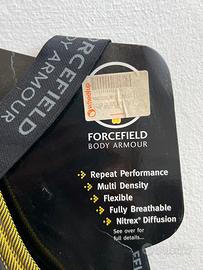 FORCEFIELD
BODY ARMOUR
FORCEFIELD
BODY ARMOUR
Repeat Performance
Multi Density
Flexible
Fully Breathable
Nitrex® Diffusion
See over for
full details...